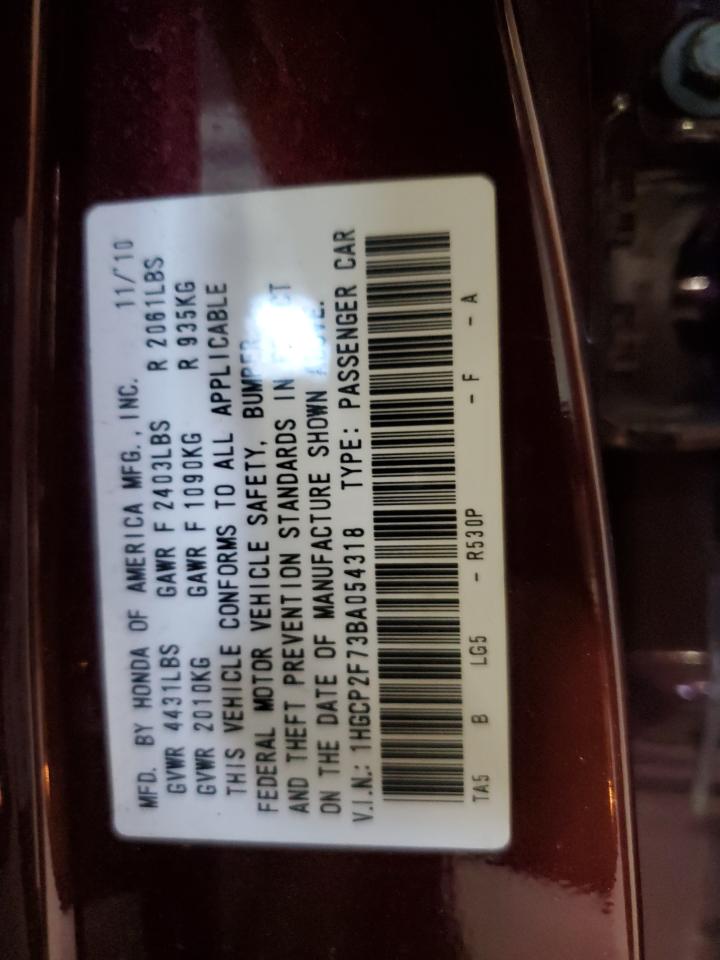 MFD. BY HONDA OF AMERICA MFG., INC. 11/'10
GVWR 4431LBS GAWR F 2403LBS R 2061LBS
GVWR 2010KG GAWR F 1090KG R 935KG
THIS VEHICLE CONFORMS TO ALL APPLICABLE
FEDERAL MOTOR VEHICLE SAFETY, BUMPER,
AND THEFT PREVENTION STANDARDS IN
ON THE DATE OF MANUFACTURE SHOWN ABOVE.
V.I.N.: 1HGCP2F73BA054318 TYPE: PASSENGER CAR
TA5 B LG5 - R530P - F - A